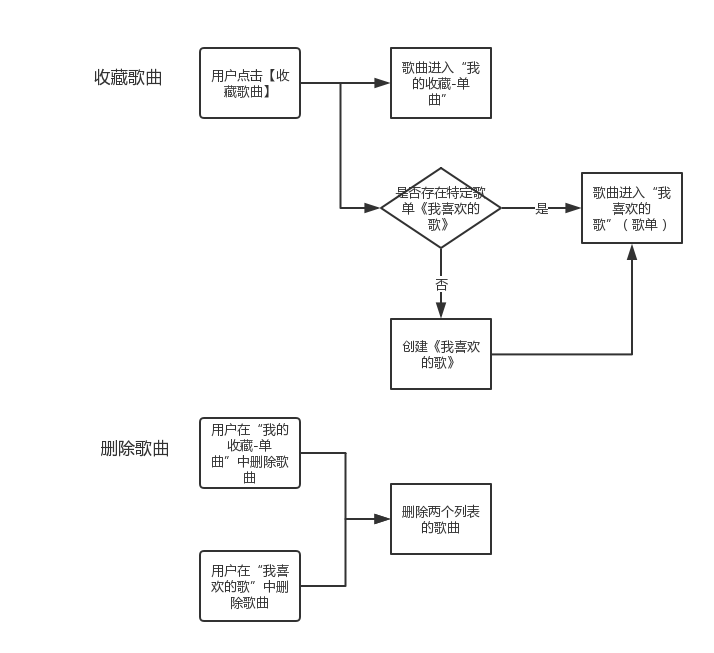 收藏歌曲
用户点击【收
藏歌曲】
歌曲进入“我
的收藏-单
曲”
是否存在特定歌
单《我喜欢的
歌》
是
歌曲进入“我
喜欢的
歌”（歌单）
否
创建《我喜欢
的歌》
删除歌曲
用户在“我的
收藏-单
曲”中删除歌
曲
删除两个列表
的歌曲
用户在“我喜
欢的歌”中删
除歌曲